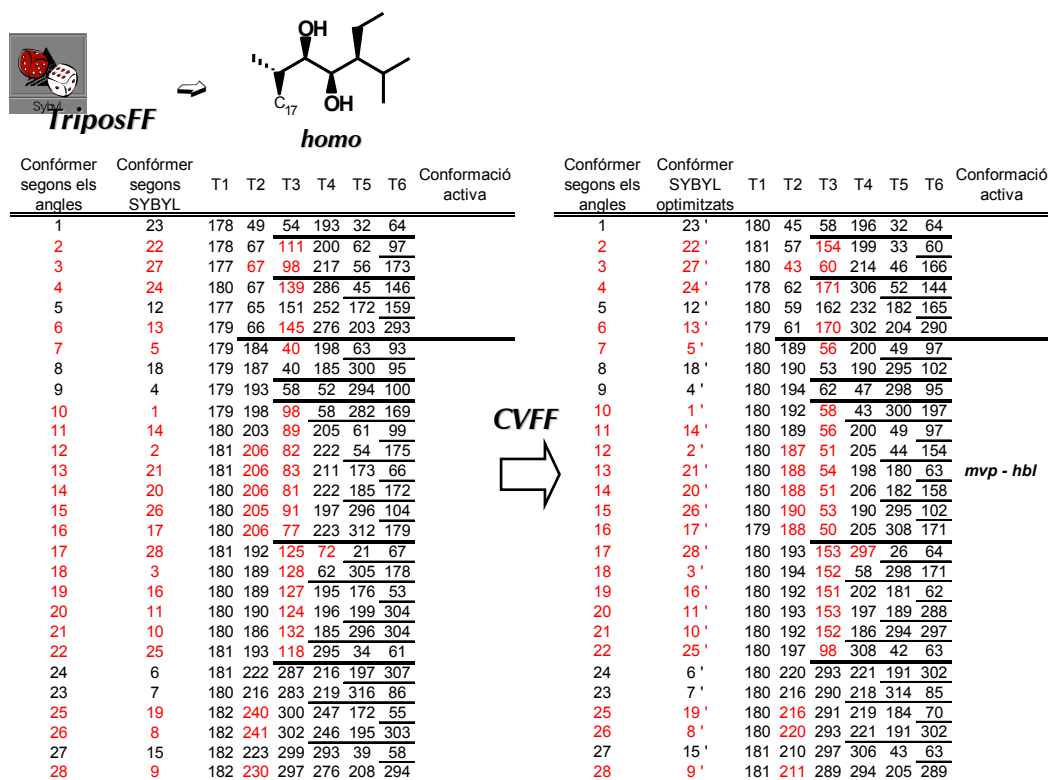 OH
Sybyl
TriposFF
C17
OH
homo
Confórmer segons els angles Confórmer segons SYBYL T1 T2 T3 T4 T5 T6 Conformació activa
1 23 178 49 54 193 32 64
2 22 178 67 111 200 62 97
3 27 177 67 98 217 56 173
4 24 180 67 139 286 45 146
5 12 177 65 151 252 172 159
6 13 179 66 145 276 203 293
7 5 179 184 40 198 63 93
8 18 179 187 40 185 300 95
9 4 179 193 58 52 294 100
10 1 179 198 98 58 282 169
11 14 180 203 89 205 61 99
12 2 181 206 82 222 54 175
13 21 181 206 83 211 173 66
14 20 180 206 81 222 185 172
15 26 180 205 91 197 296 104
16 17 180 206 77 223 312 179
17 28 181 192 125 72 21 67
18 3 180 189 128 62 305 178
19 16 180 189 127 195 176 53
20 11 180 190 124 196 199 304
21 10 180 186 132 185 296 304
22 25 181 193 118 295 34 61
24 6 181 222 287 216 197 307
23 7 180 216 283 219 316 86
25 19 182 240 300 247 172 55
26 8 182 241 302 246 195 303
27 15 182 223 299 293 39 58
28 9 182 230 297 276 208 294
CVFF
Confórmer segons els angles Confórmer SYBYL optimitzats T1 T2 T3 T4 T5 T6 Conformació activa
1 23 ' 180 45 58 196 32 64
2 22 ' 181 57 154 199 33 60
3 27 ' 180 43 60 214 46 166
4 24 ' 178 62 171 306 52 144
5 12 ' 180 59 162 232 182 165
6 13 ' 179 61 170 302 204 290
7 5 ' 180 189 56 200 49 97
8 18 ' 180 190 53 190 295 102
9 4 ' 180 194 62 47 298 95
10 1 ' 180 192 58 43 300 197
11 14 ' 180 189 56 200 49 97
12 2 ' 180 187 51 205 44 154
13 21 ' 180 188 54 198 180 63 mvp - hbl
14 20 ' 180 188 51 206 182 158
15 26 ' 180 190 53 190 295 102
16 17 ' 179 188 50 205 308 171
17 28 ' 180 193 153 297 26 64
18 3 ' 180 194 152 58 298 171
19 16 ' 180 192 151 202 181 62
20 11 ' 180 193 153 197 189 288
21 10 ' 180 192 152 186 294 297
22 25 ' 180 197 98 308 42 63
24 6 ' 180 220 293 221 191 302
23 7 ' 180 216 290 218 314 85
25 19 ' 180 216 291 219 184 70
26 8 ' 180 220 293 221 191 302
27 15 ' 181 210 297 306 43 63
28 9 ' 181 211 289 294 205 289